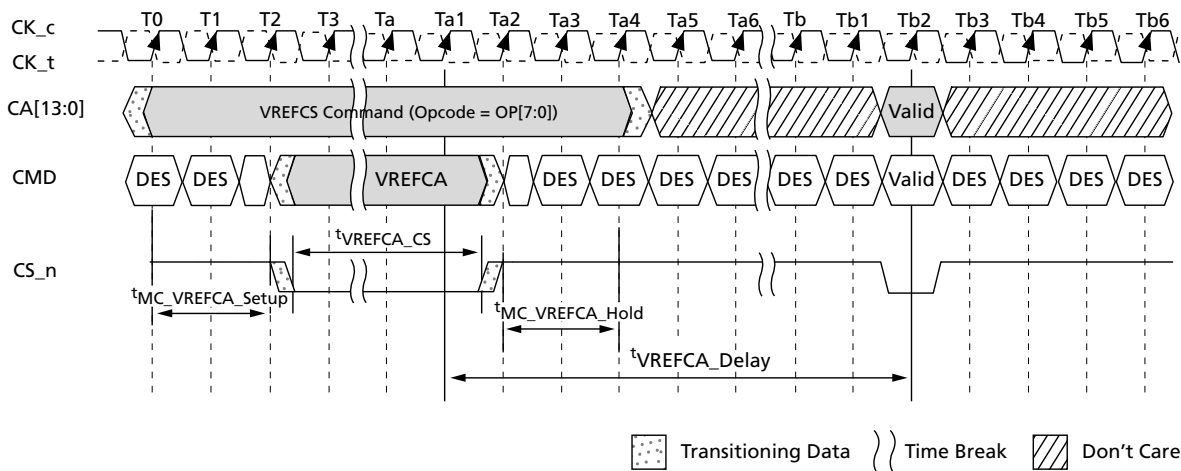 T0 T1 T2 T3 Ta Ta1 Ta2 Ta3 Ta4 Ta5 Ta6 Tb Tb1 Tb2 Tb3 Tb4 Tb5 Tb6
CK_c
CK_t
CA[13:0] VREFCS Command (Opcode = OP[7:0]) Valid
CMD DES DES VREFCA DES DES DES DES DES DES Valid DES DES DES DES
tVREFCA_CS
CS_n
tMC_VREFCA_Setup
tMC_VREFCA_Hold
tVREFCA_Delay
Transitioning Data Time Break Don't Care